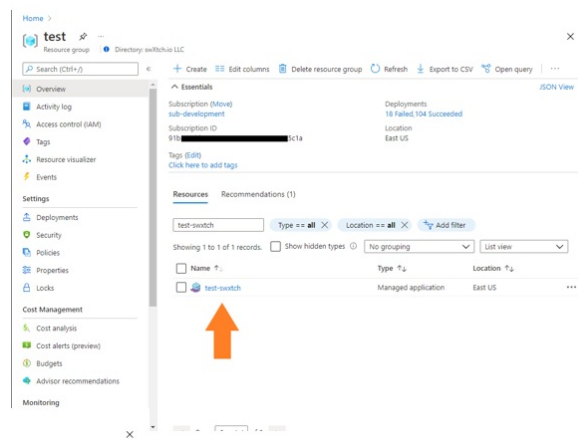 Home >
test
Resource group
Directory: swiftch.io LLC
Search (Ctrl+/)
«
Create
Edit columns
Delete resource group
Refresh
Export to CSV
Open query
Overview
Activity log
Access control (IAM)
Tags
Resource visualizer
Events
Settings
Deployments
Security
Policies
Properties
Locks
Cost Management
Cost analysis
Cost alerts (preview)
Budgets
Advisor recommendations
Monitoring
Essentials
JSON View
Subscription (Move)
sub-development
Subscription ID
91b 5c1a
Deployments
18 Failed,104 Succeeded
Location
East US
Tags (Edit)
Click here to add tags
Resources
Recommendations (1)
test-swxtch
Type == all
Location == all
Add filter
Showing 1 to 1 of 1 records.
Show hidden types
No grouping
List view
Name
Type
Location
test-swxtch
Managed application
East US